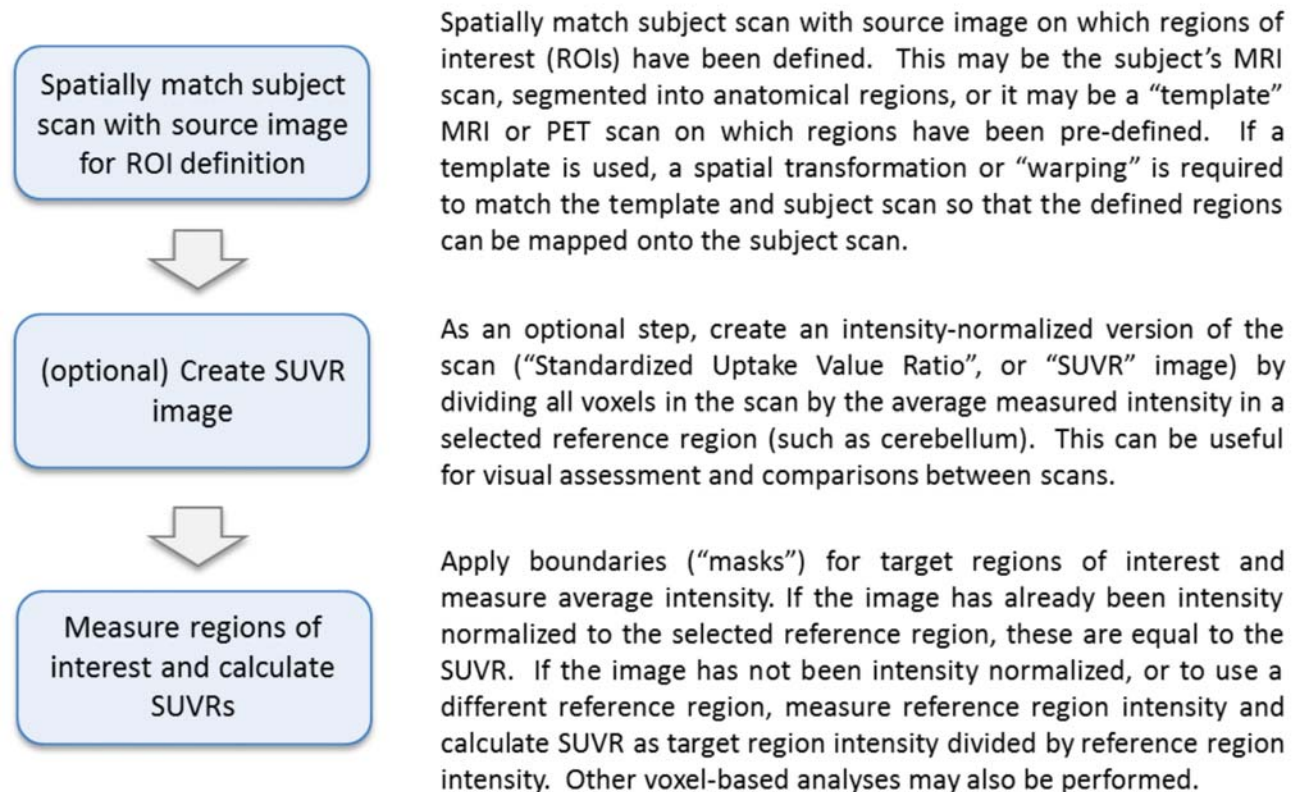 Spatially match subject
scan with source image
for ROI definition
Spatially match subject scan with source image on which regions of
interest (ROIs) have been defined. This may be the subject's MRI
scan, segmented into anatomical regions, or it may be a “template”
MRI or PET scan on which regions have been pre-defined. If a
template is used, a spatial transformation or “warping” is required
to match the template and subject scan so that the defined regions
can be mapped onto the subject scan.
(optional) Create SUVR
image
As an optional step, create an intensity-normalized version of the
scan (“Standardized Uptake Value Ratio”, or “SUVR” image) by
dividing all voxels in the scan by the average measured intensity in a
selected reference region (such as cerebellum). This can be useful
for visual assessment and comparisons between scans.
Measure regions of
interest and calculate
SUVRs
Apply boundaries (“masks”) for target regions of interest and
measure average intensity. If the image has already been intensity
normalized to the selected reference region, these are equal to the
SUVR. If the image has not been intensity normalized, or to use a
different reference region, measure reference region intensity and
calculate SUVR as target region intensity divided by reference region
intensity. Other voxel-based analyses may also be performed.